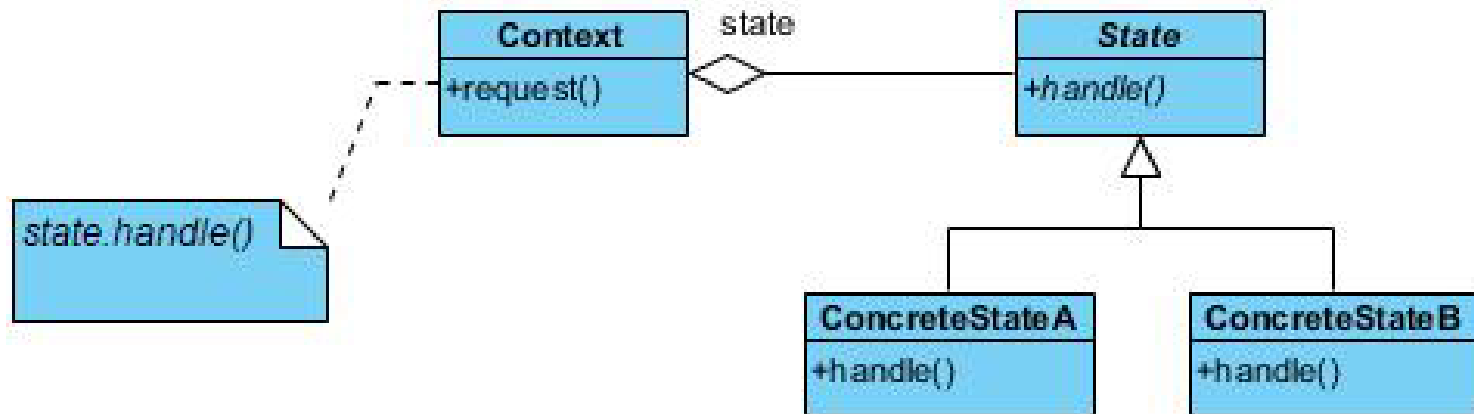 Context
+request()
state
State
+handle()
state.handle()
ConcreteStateA
+handle()
ConcreteStateB
+handle()